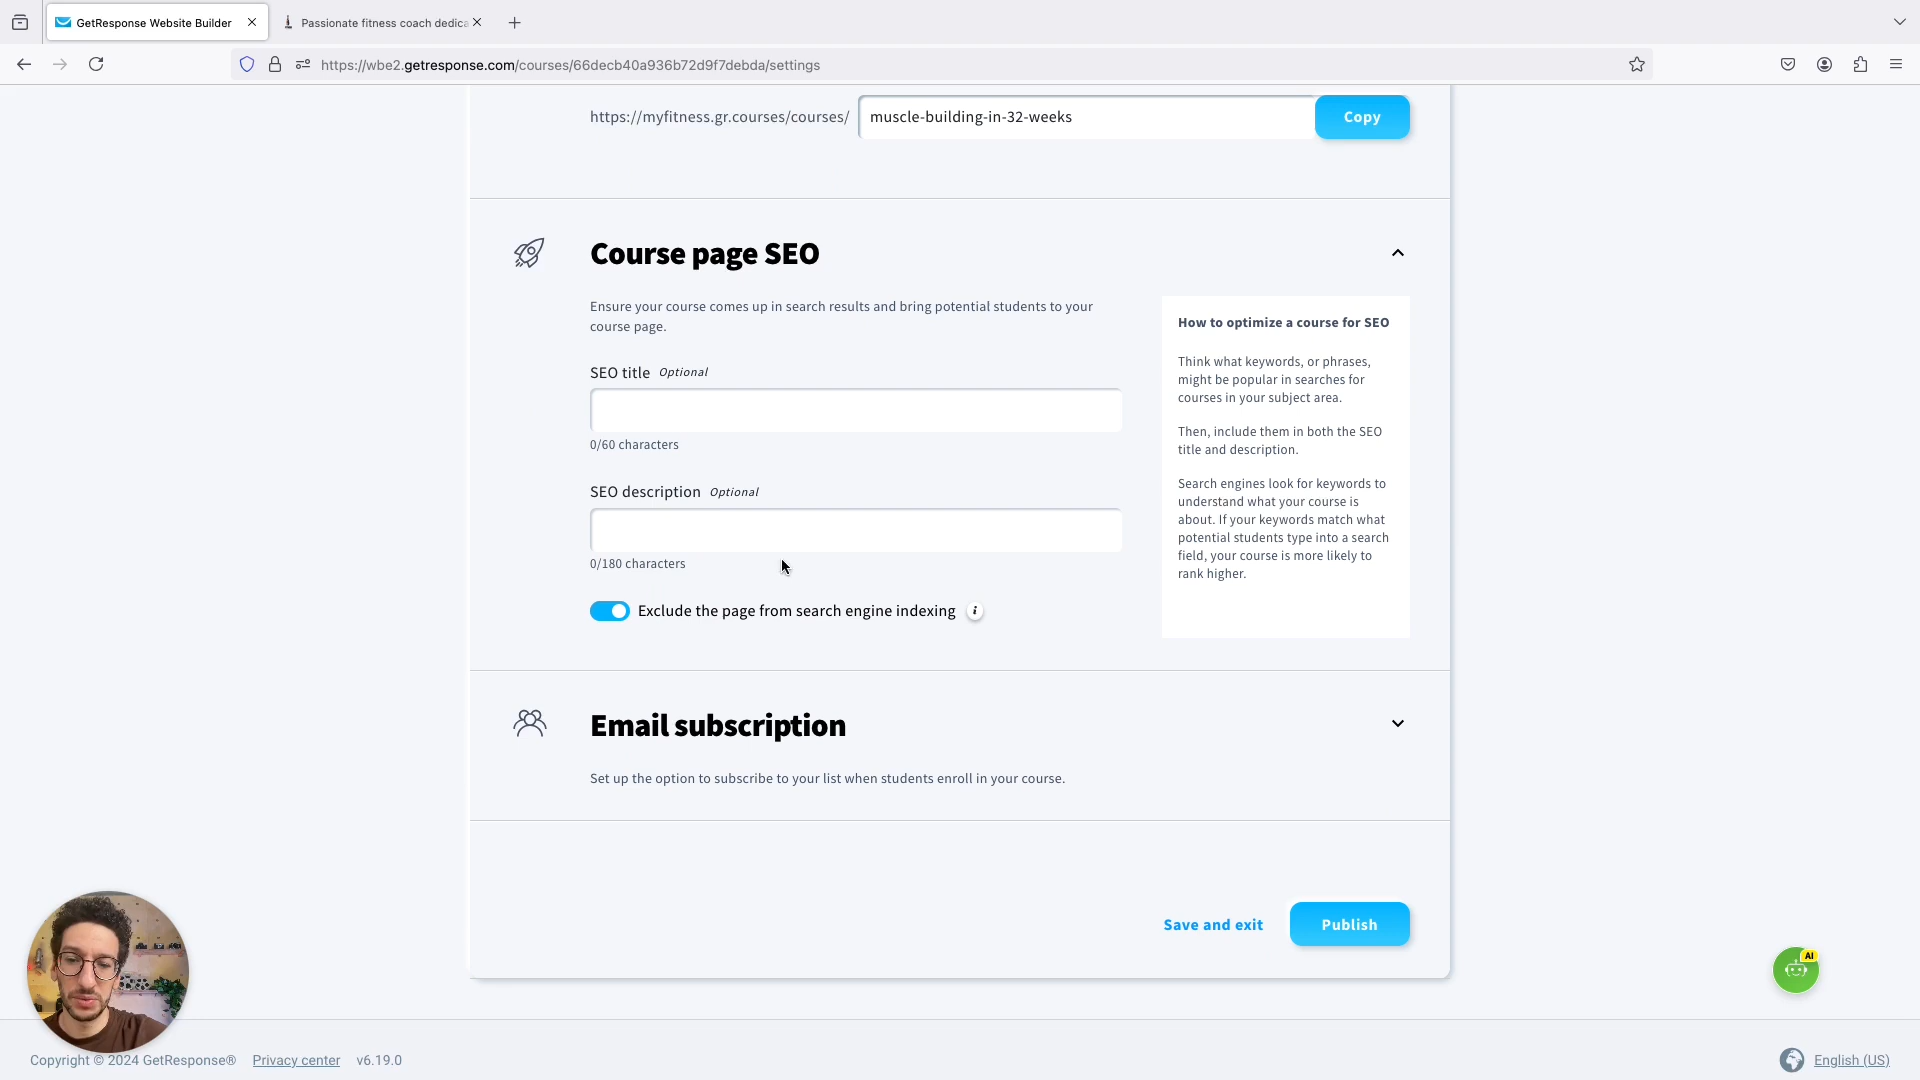 GetResponse Website Builder
Passionate fitness coach dedica
https://wbe2.getresponse.com/courses/66decb40a936b72d9f7debda/settings
https://myfitness.gr.courses/courses/
muscle-building-in-32-weeks
Copy
Course page SEO
Ensure your course comes up in search results and bring potential students to your
course page.
SEO title Optional
0/60 characters
SEO description Optional
0/180 characters
Exclude the page from search engine indexing i
How to optimize a course for SEO
Think what keywords, or phrases,
might be popular in searches for
courses in your subject area.
Then, include them in both the SEO
title and description.
Search engines look for keywords to
understand what your course is
about. If your keywords match what
potential students type into a search
field, your course is more likely to
rank higher.
Email subscription
Set up the option to subscribe to your list when students enroll in your course.
Save and exit
Publish
AI
Copyright © 2024 GetResponse®
Privacy center
v6.19.0
English (US)